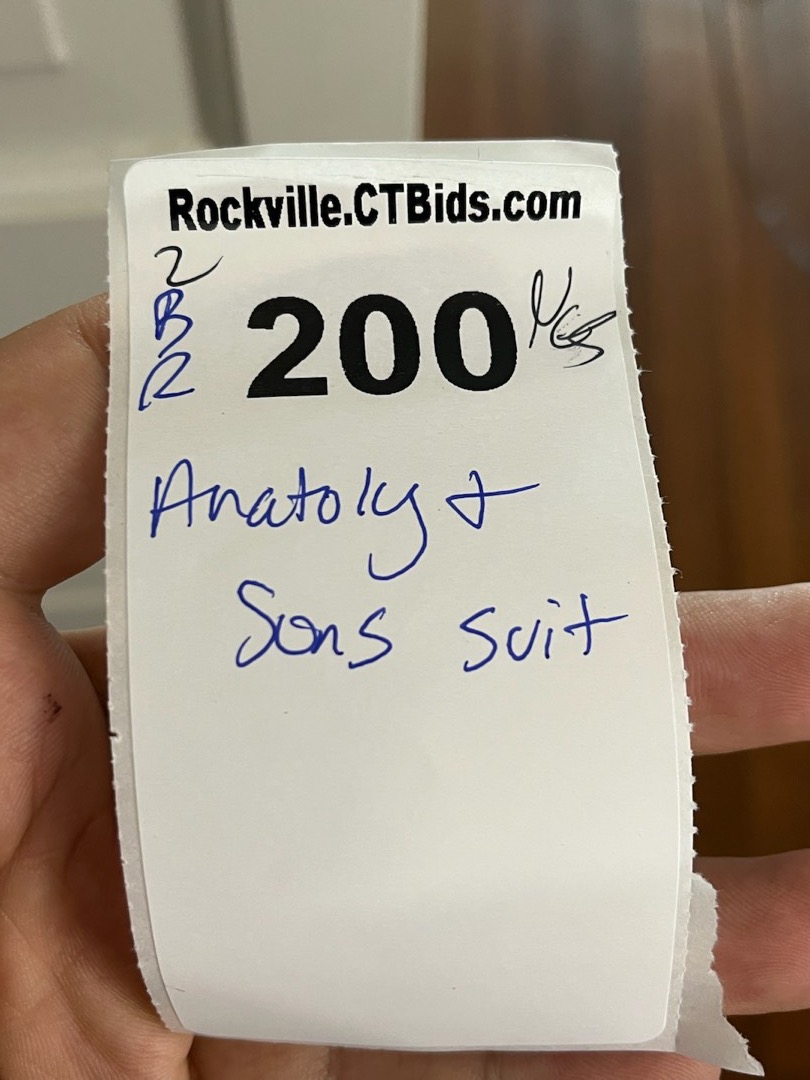 Rockville.CTBids.com
2
B
R
200
Anatoly +
Sons suit